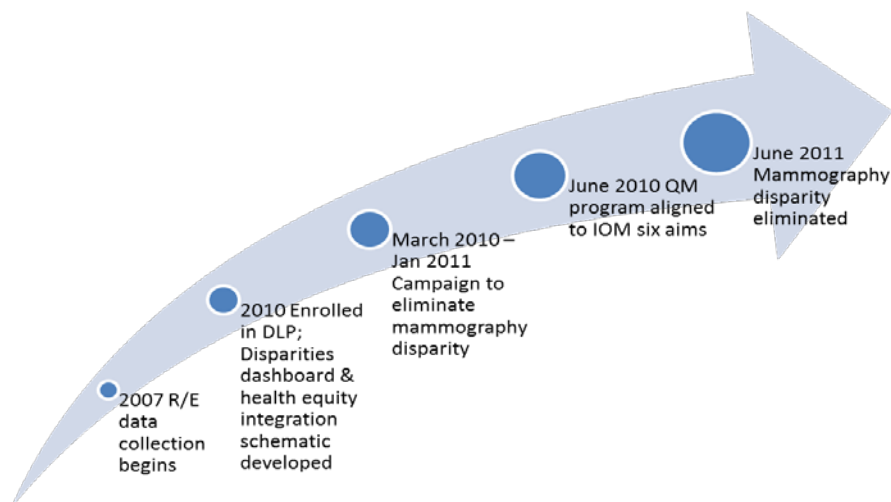 2007 R/E
data
collection
begins
2010 Enrolled
in DLP;
Disparities
dashboard &
health equity
integration
schematic
developed
March 2010 –
Jan 2011
Campaign to
eliminate
mammography
disparity
June 2010 QM
program aligned
to IOM six aims
June 2011
Mammography
disparity
eliminated